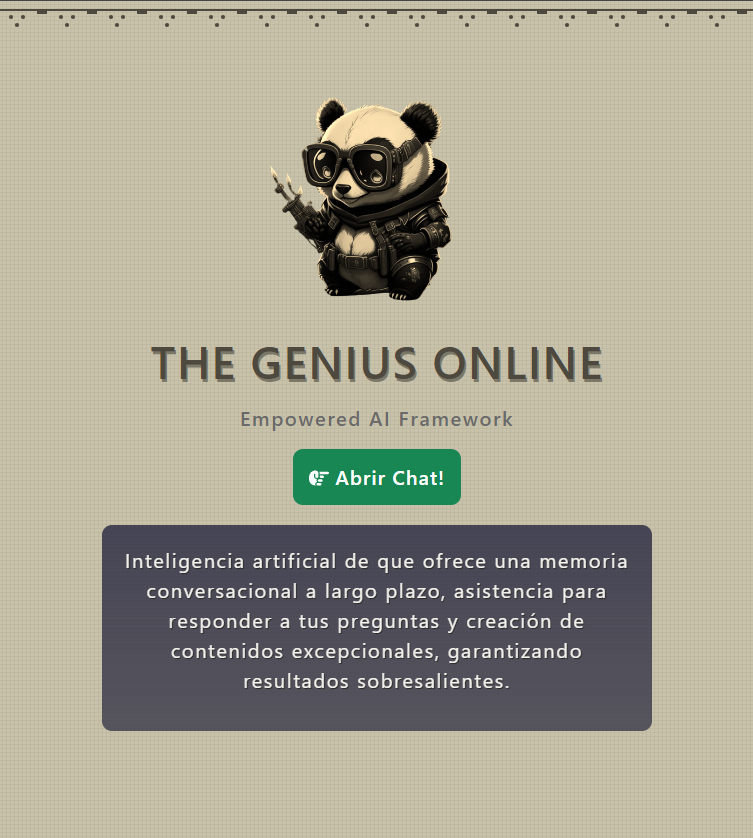 THE GENIUS ONLINE
Empowered AI Framework
Abrir Chat!
Inteligencia artificial de que ofrece una memoria
conversacional a largo plazo, asistencia para
responder a tus preguntas y creación de
contenidos excepcionales, garantizando
resultados sobresalientes.